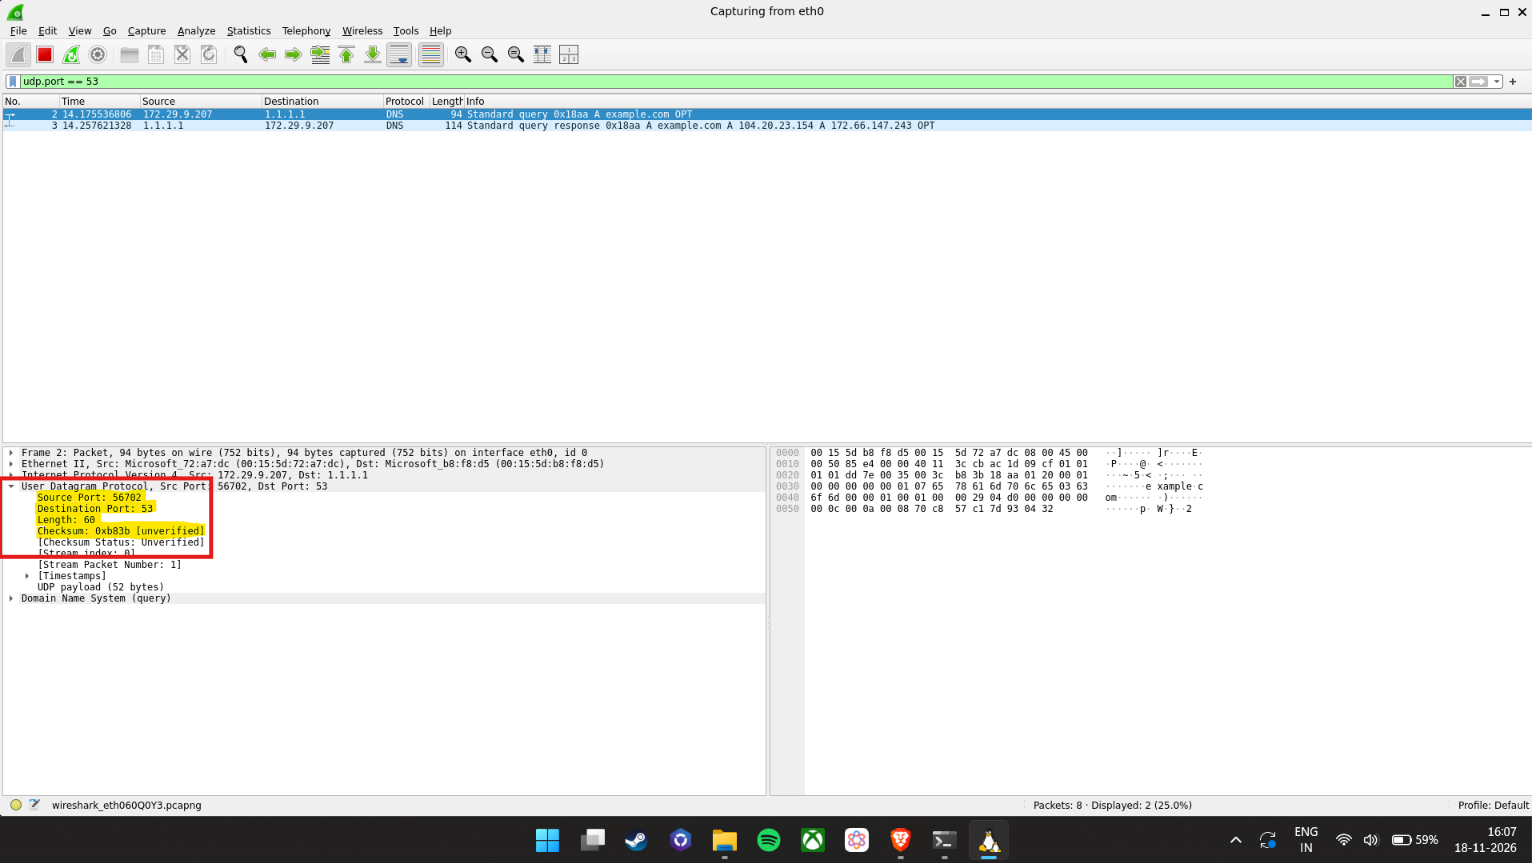 Capturing from eth0
File Edit View Go Capture Analyze Statistics Telephony Wireless Tools Help
udp.port == 53
No. Time Source Destination Protocol Length Info
2 14.175536806 172.29.9.207 1.1.1.1 DNS 94 Standard query 0x18aa A example.com OPT
3 14.257621328 1.1.1.1 172.29.9.207 DNS 114 Standard query response 0x18aa A example.com A 104.20.23.154 A 172.66.147.243 OPT
Frame 2: Packet, 94 bytes on wire (752 bits), 94 bytes captured (752 bits) on interface eth0, id 0
Ethernet II, Src: Microsoft_72:a7:dc (00:15:5d:72:a7:dc), Dst: Microsoft_b8:f8:d5 (00:15:5d:b8:f8:d5)
Internet Protocol Version 4, Src: 172.29.9.207, Dst: 1.1.1.1
User Datagram Protocol, Src Port: 56702, Dst Port: 53
Source Port: 56702
Destination Port: 53
Length: 60
Checksum: 0xb83b [unverified]
[Checksum Status: Unverified]
[Stream index: 0]
[Stream Packet Number: 1]
[Timestamps]
UDP payload (52 bytes)
Domain Name System (query)
0000 00 15 5d b8 f8 d5 00 15 5d 72 a7 dc 08 00 45 00 ··]····· ]r····E·
0010 00 50 85 e4 00 00 40 11 3c cb ac 1d 09 cf 01 01 ·P····@· <·······
0020 01 01 dd 7e 00 35 00 3c b8 3b 18 aa 01 20 00 01 ···~·5·< ·;··· ··
0030 00 00 00 00 00 01 07 65 78 61 6d 70 6c 65 03 63 ·······e xample·c
0040 6f 6d 00 00 01 00 01 00 00 29 04 d0 00 00 00 00 om······ ·)······
0050 00 0c 00 0a 00 08 70 c8 57 c1 7d 93 04 32 ······p· W·}··2
wireshark_eth060Q0Y3.pcapng
Packets: 8 · Displayed: 2 (25.0%)
Profile: Default
ENG
IN
59%
16:07
18-11-2026